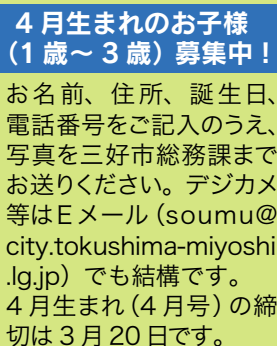 4月生まれのお子様
(1歳~3歳)募集中!
お名前、住所、誕生日、
電話番号をご記入のうえ、
写真を三好市総務課まで
お送りください。デジカメ
等はEメール(soumu@
city.tokushima-miyoshi
.lg.jp)でも結構です。
4月生まれ(4月号)の締
切は3月20日です。